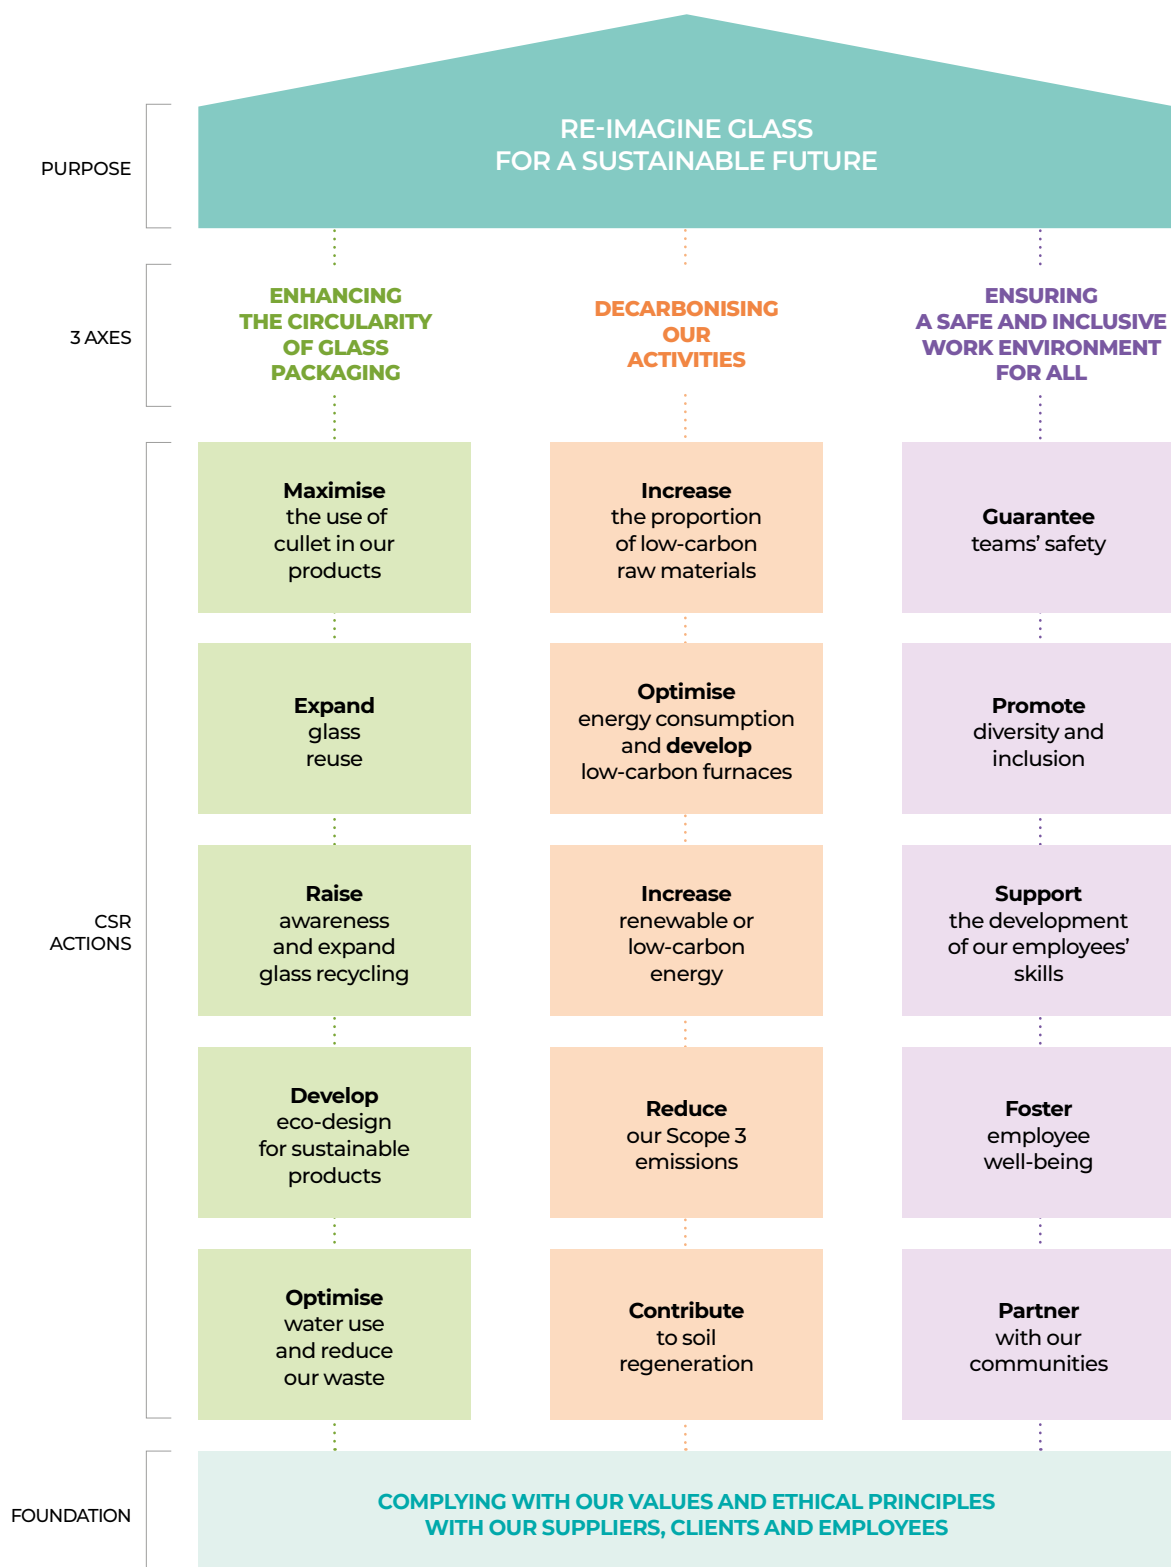 PURPOSE
RE-IMAGINE GLASS
FOR A SUSTAINABLE FUTURE
3 AXES
ENHANCING
THE CIRCULARITY
OF GLASS
PACKAGING
DECARBONISING
OUR
ACTIVITIES
ENSURING
A SAFE AND INCLUSIVE
WORK ENVIRONMENT
FOR ALL
CSR
ACTIONS
Maximise
the use of
cullet in our
products
Increase
the proportion
of low-carbon
raw materials
Guarantee
teams’ safety
Expand
glass
reuse
Optimise
energy consumption
and develop
low-carbon furnaces
Promote
diversity and
inclusion
Raise
awareness
and expand
glass recycling
Increase
renewable or
low-carbon
energy
Support
the development
of our employees’
skills
Develop
eco-design
for sustainable
products
Reduce
our Scope 3
emissions
Foster
employee
well-being
Optimise
water use
and reduce
our waste
Contribute
to soil
regeneration
Partner
with our
communities
FOUNDATION
COMPLYING WITH OUR VALUES AND ETHICAL PRINCIPLES
WITH OUR SUPPLIERS, CLIENTS AND EMPLOYEES